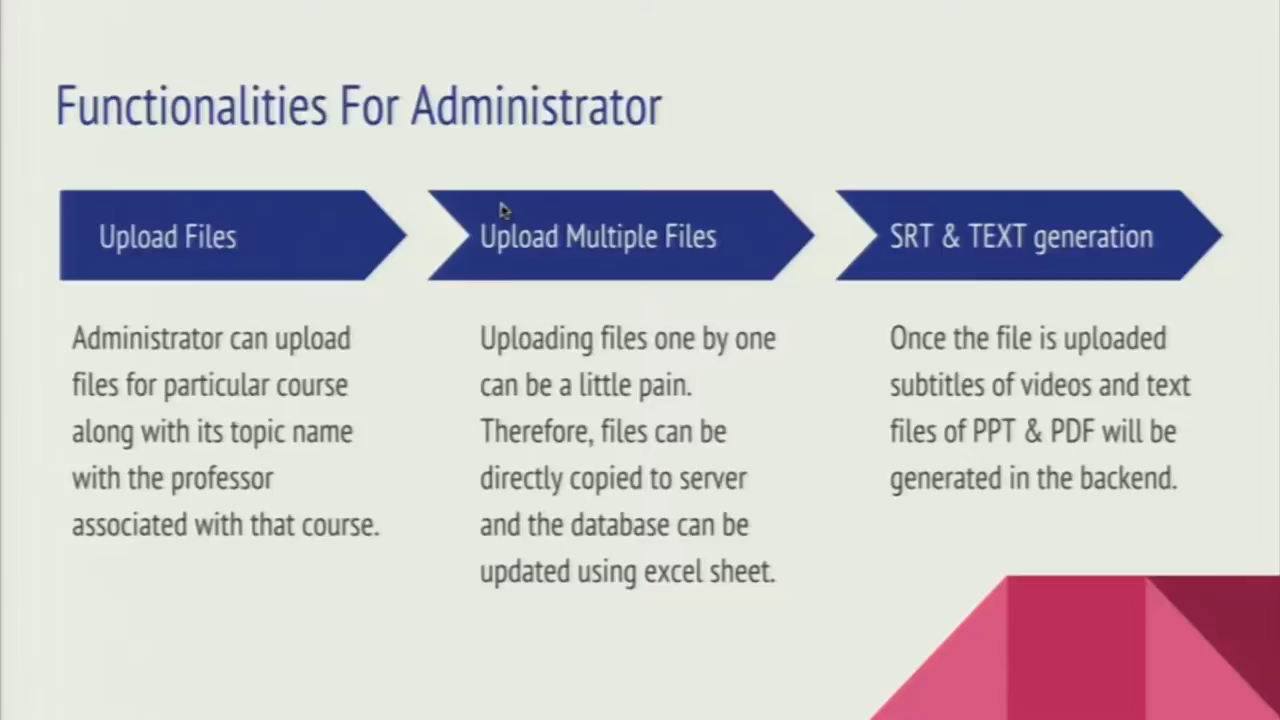 Functionalities For Administrator
Upload Files
Upload Multiple Files
SRT & TEXT generation
Administrator can upload
files for particular course
along with its topic name
with the professor
associated with that course.
Uploading files one by one
can be a little pain.
Therefore, files can be
directly copied to server
and the database can be
updated using excel sheet.
Once the file is uploaded
subtitles of videos and text
files of PPT & PDF will be
generated in the backend.